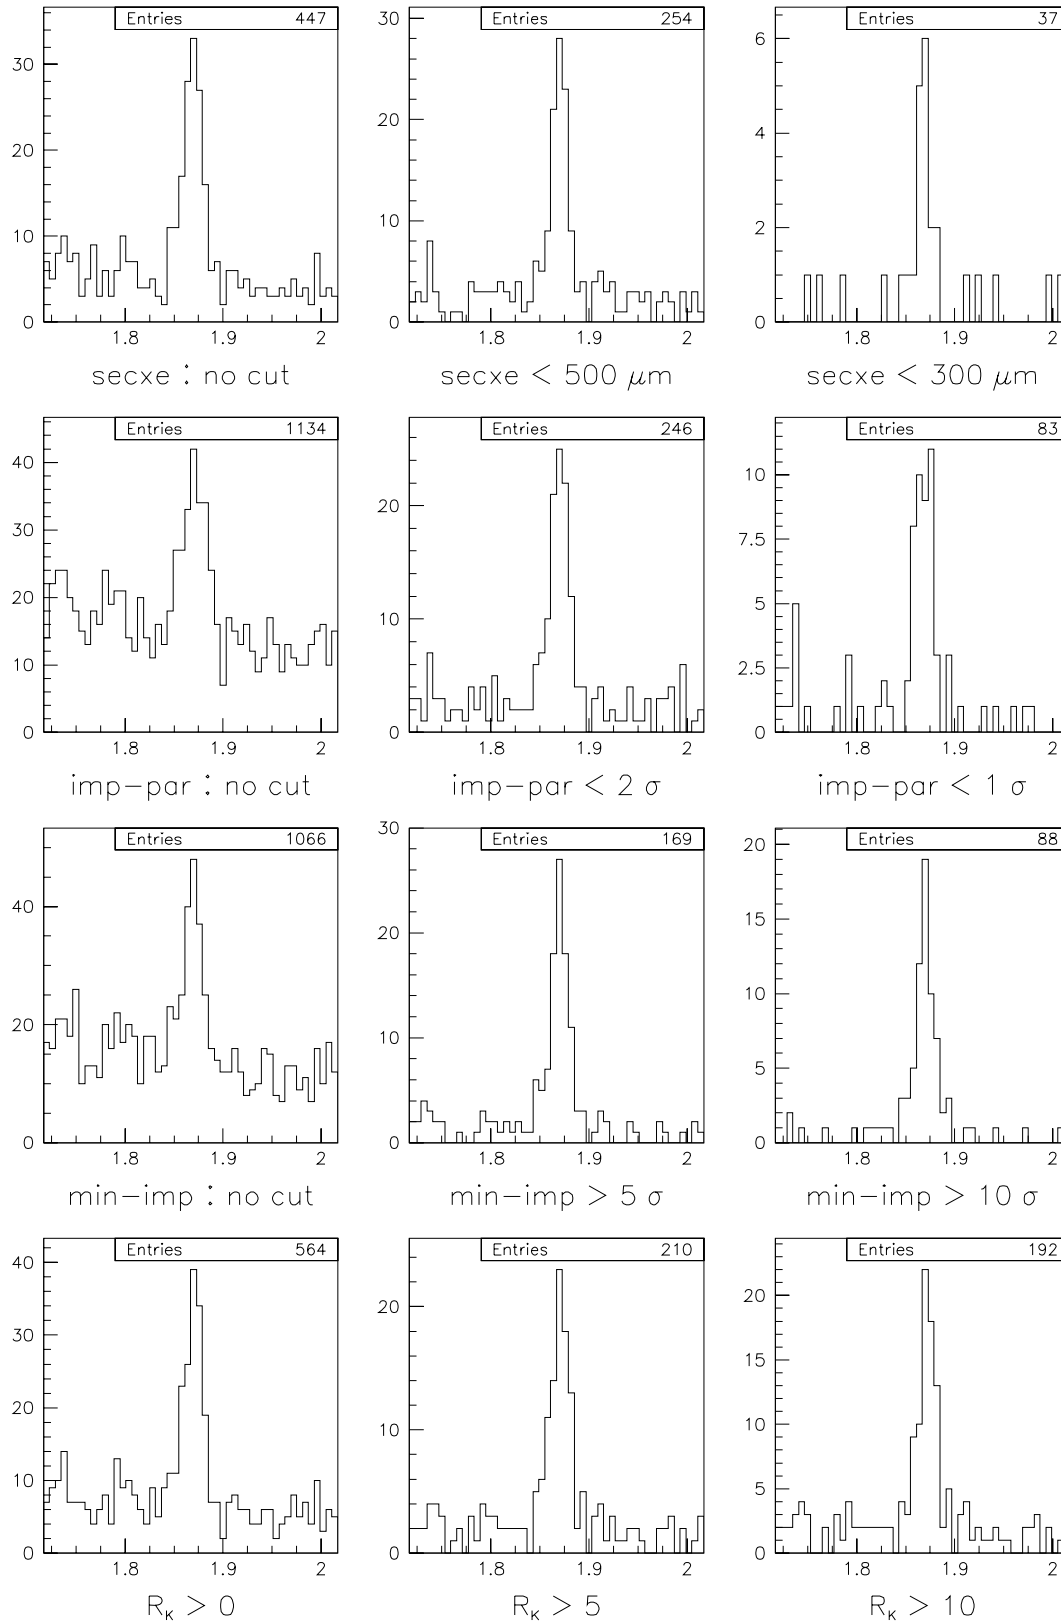 Entries 447
Entries 254
Entries 37
30
20
10
0
1.8 1.9 2
30
20
10
0
1.8 1.9 2
6
4
2
0
1.8 1.9 2
secxe : no cut
secxe < 500 μm
secxe < 300 μm
Entries 1134
Entries 246
Entries 83
40
30
20
10
0
1.8 1.9 2
20
10
0
1.8 1.9 2
10
7.5
5
2.5
0
1.8 1.9 2
imp-par : no cut
imp-par < 2 σ
imp-par < 1 σ
Entries 1066
Entries 169
Entries 88
40
20
0
1.8 1.9 2
30
20
10
0
1.8 1.9 2
20
15
10
5
0
1.8 1.9 2
min-imp : no cut
min-imp > 5 σ
min-imp > 10 σ
Entries 564
Entries 210
Entries 192
40
30
20
10
0
1.8 1.9 2
20
10
0
1.8 1.9 2
20
15
10
5
0
1.8 1.9 2
R_K > 0
R_K > 5
R_K > 10